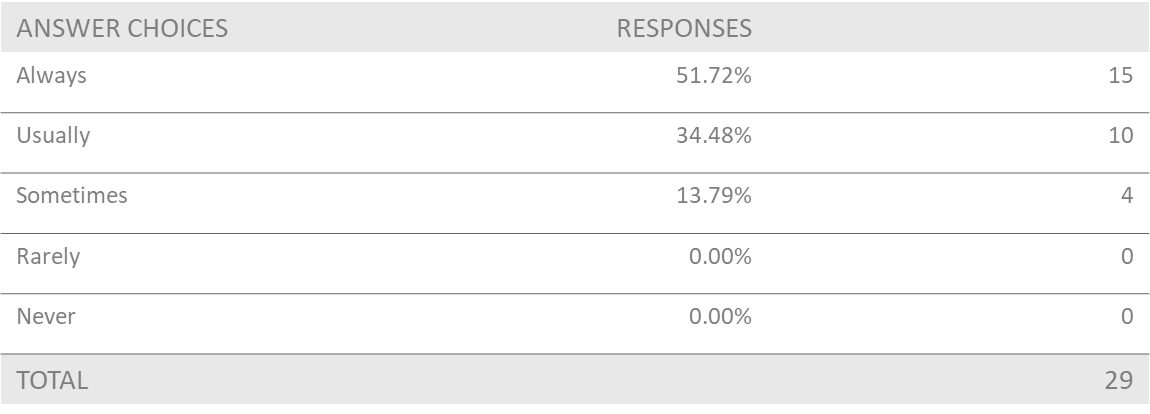 ANSWER CHOICES RESPONSES
Always 51.72% 15
Usually 34.48% 10
Sometimes 13.79% 4
Rarely 0.00% 0
Never 0.00% 0
TOTAL 29